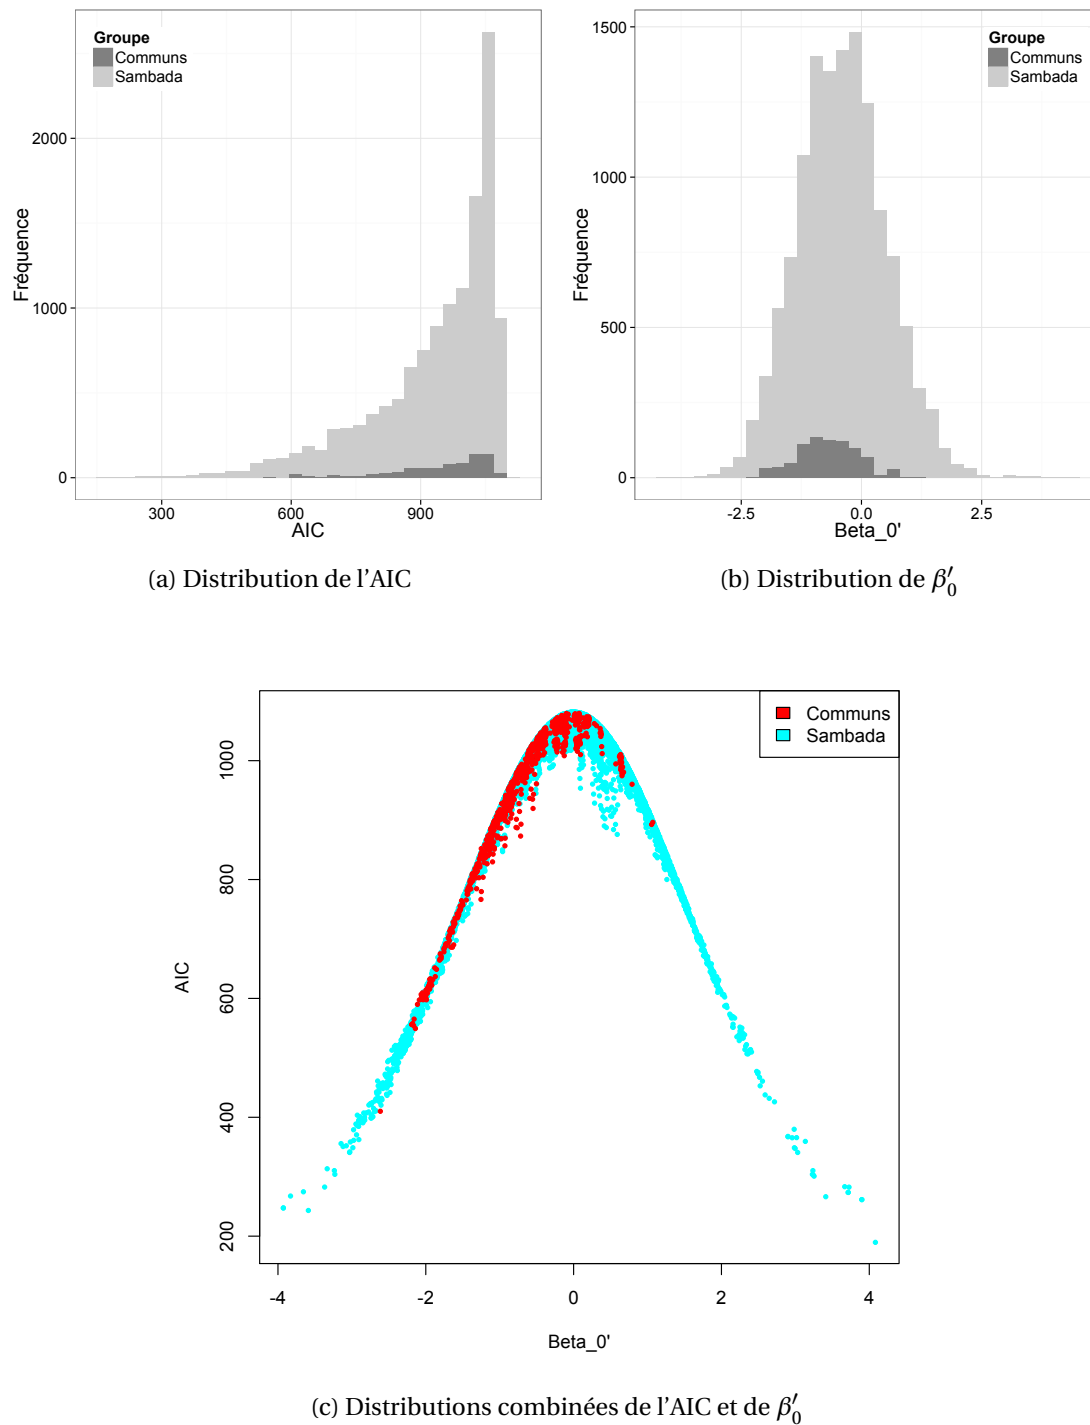 Groupe
Communs
Sambada
2000
1000
0
Fréquence
300
600
900
AIC
(a) Distribution de l'AIC
Groupe
Communs
Sambada
1500
1000
500
0
Fréquence
-2.5
0.0
2.5
Beta_0'
(b) Distribution de β′₀
Communs
Sambada
1000
800
600
400
200
AIC
-4
-2
0
2
4
Beta_0'
(c) Distributions combinées de l'AIC et de β′₀